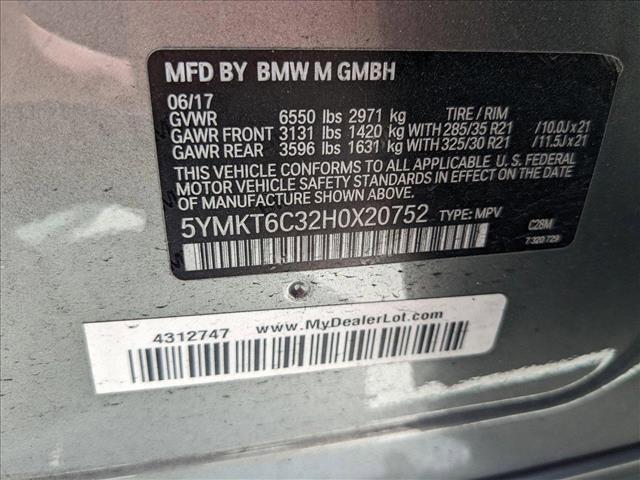 MFD BY BMW M GMBH
06/17
GVWR 6550 lbs 2971 kg TIRE / RIM
GAWR FRONT 3131 lbs 1420 kg WITH 285/35 R21 /10.0J x 21
GAWR REAR 3596 lbs 1631 kg WITH 325/30 R21 /11.5J x 21
THIS VEHICLE CONFORMS TO ALL APPLICABLE U. S. FEDERAL
MOTOR VEHICLE SAFETY STANDARDS IN EFFECT ON THE DATE
OF MANUFACTURE SHOWN ABOVE.
5YMKT6C32H0X20752 TYPE: MPV C28M
7 320 729
4312747 www.MyDealerLot.com